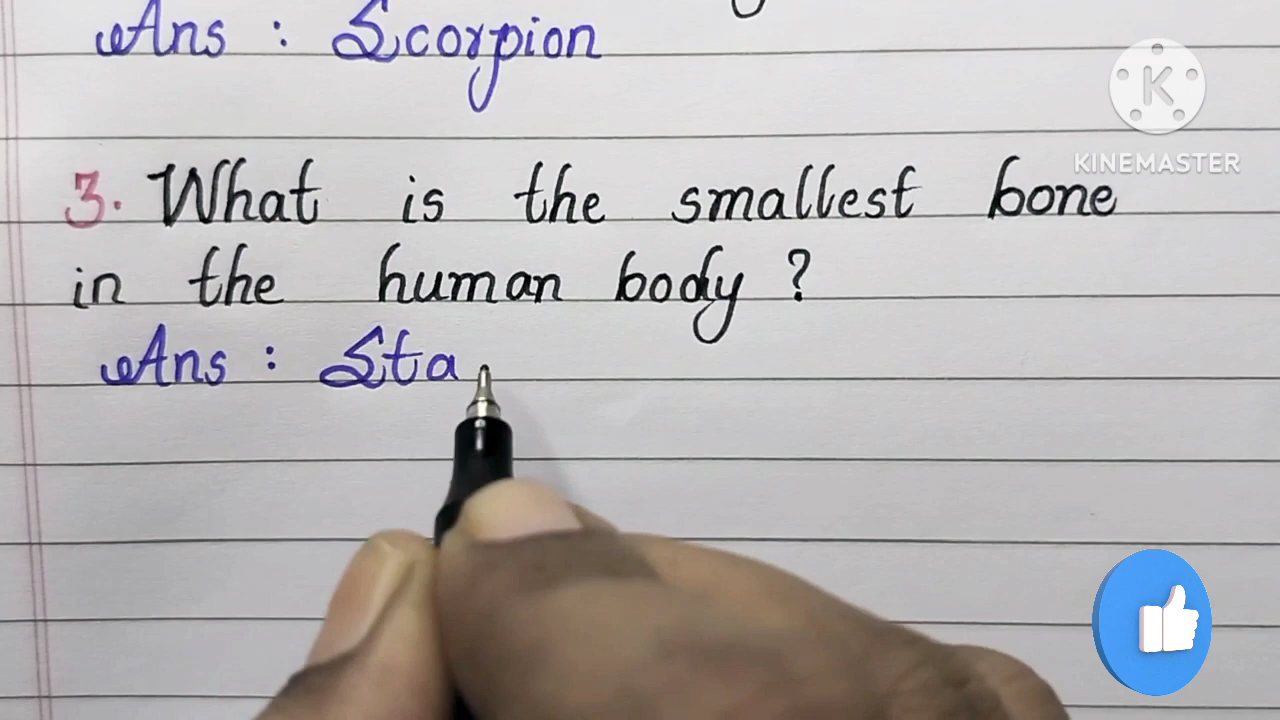 Ans : Scorpion
KINEMASTER
3. What is the smallest bone
in the human body ?
Ans : Sta